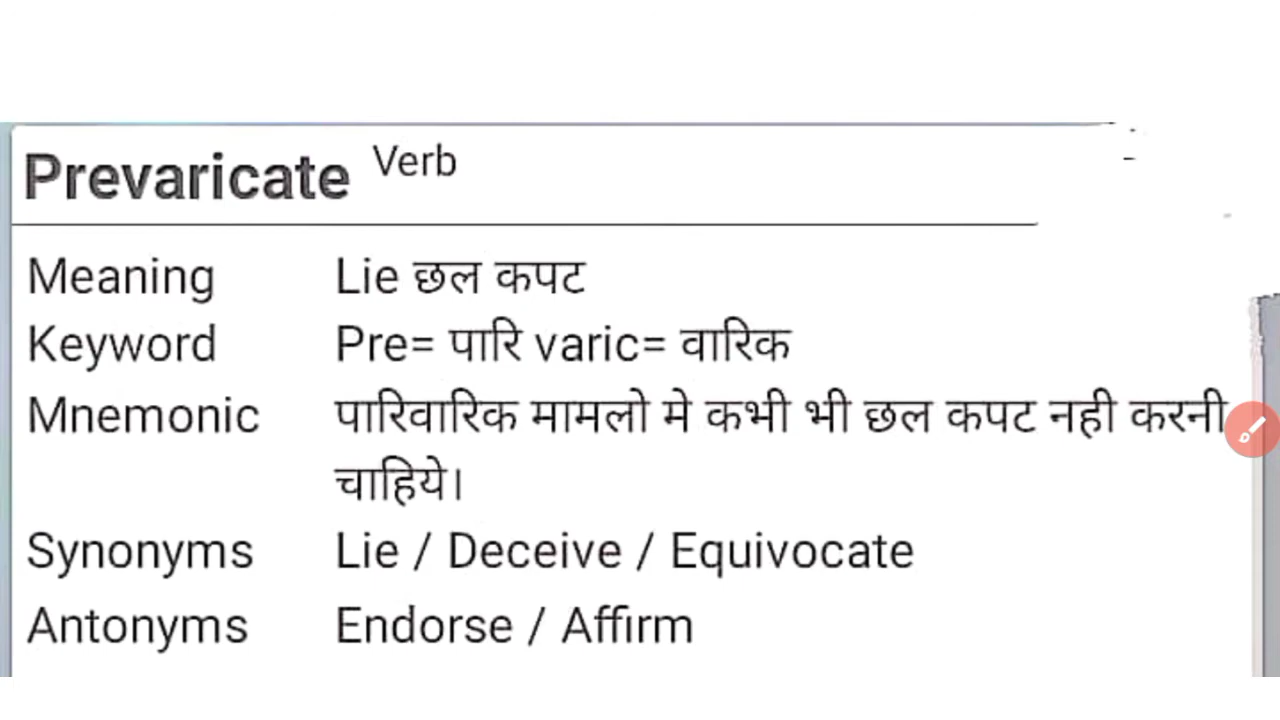 Prevaricate Verb
Meaning Lie छल कपट
Keyword Pre= पारि varic= वारिक
Mnemonic पारिवारिक मामलो मे कभी भी छल कपट नही करनी
चाहिये।
Synonyms Lie / Deceive / Equivocate
Antonyms Endorse / Affirm